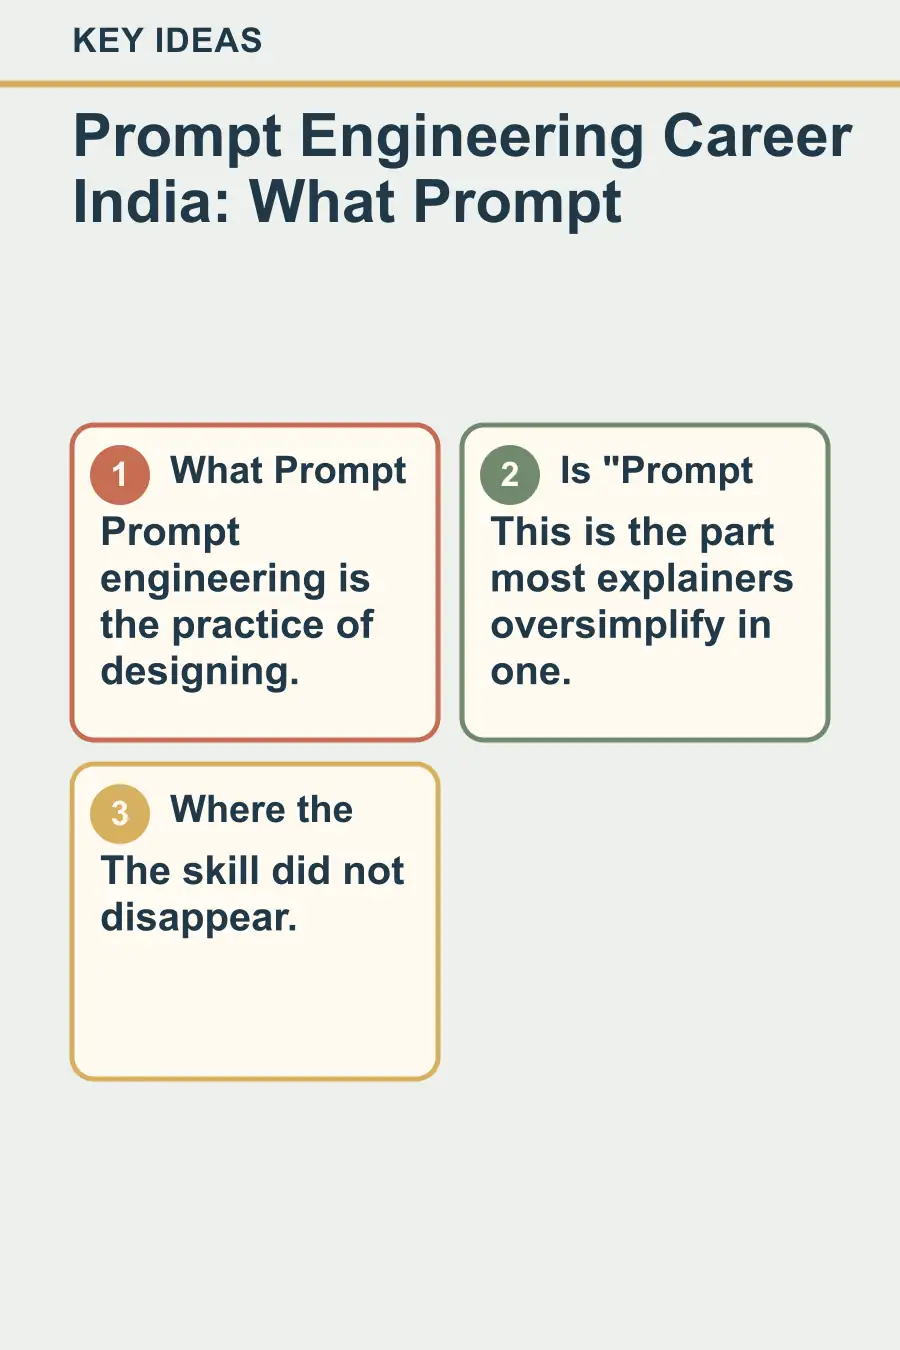 KEY IDEAS
Prompt Engineering Career
India: What Prompt
1 What Prompt
Prompt
engineering is
the practice of
designing.
2 Is "Prompt
This is the part
most explainers
oversimplify in
one.
3 Where the
The skill did not
disappear.